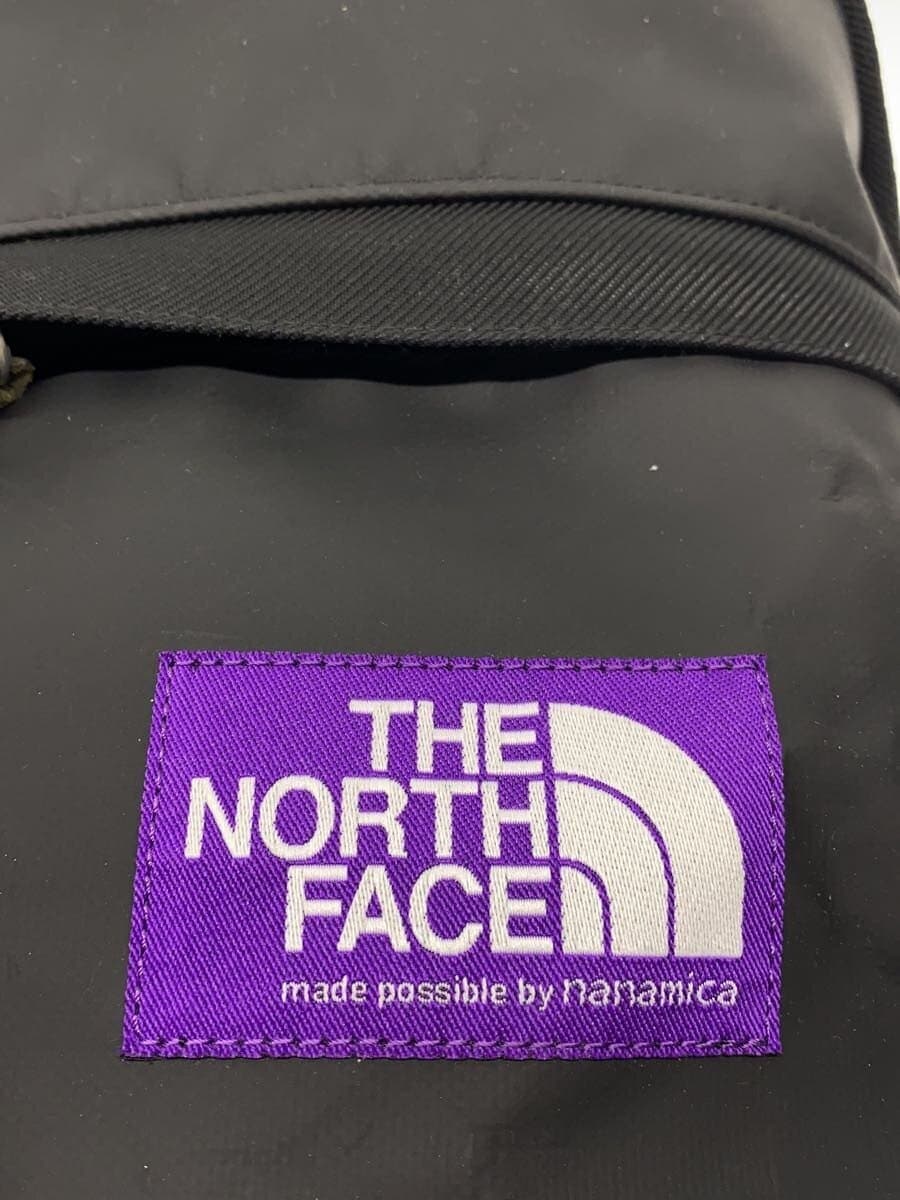 THE
NORTH
FACE
made possible by nanamica